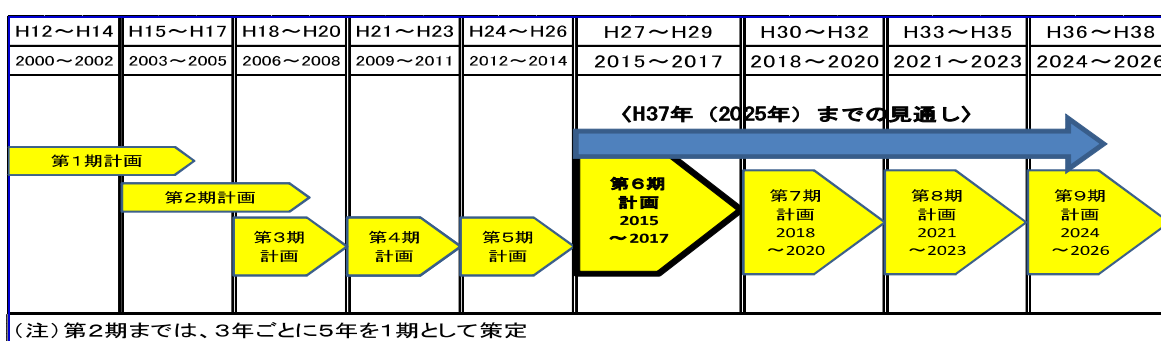 H12～H14 H15～H17 H18～H20 H21～H23 H24～H26 H27～H29 H30～H32 H33～H35 H36～H38
2000～2002 2003～2005 2006～2008 2009～2011 2012～2014 2015～2017 2018～2020 2021～2023 2024～2026
〈H37年（2025年）までの見通し〉
第1期計画
第2期計画
第3期
計画
第4期
計画
第5期
計画
第6期
計画
2015
～2017
第7期
計画
2018
～2020
第8期
計画
2021
～2023
第9期
計画
2024
～2026
（注）第2期までは、3年ごとに5年を1期として策定